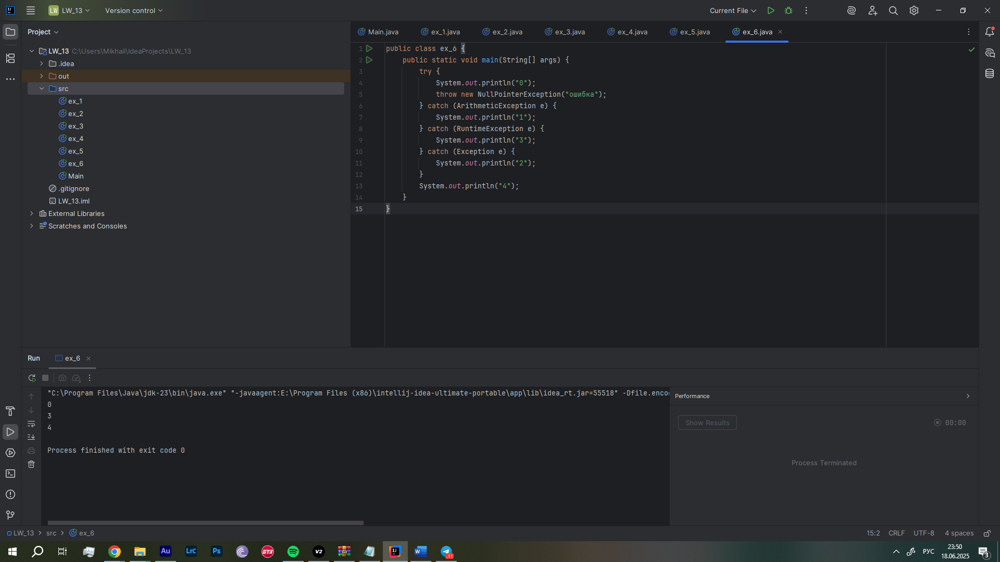 LW LW_13 Version control Current File
Project
Main.java ex_1.java ex_2.java ex_3.java ex_4.java ex_5.java ex_6.java
LW_13 C:\Users\Mikhail\IdeaProjects\LW_13
.idea
out
src
ex_1
ex_2
ex_3
ex_4
ex_5
ex_6
Main
.gitignore
LW_13.iml
External Libraries
Scratches and Consoles
1 public class ex_6 {
2 public static void main(String[] args) {
3 try {
4 System.out.println("0");
5 throw new NullPointerException("ошибка");
6 } catch (ArithmeticException e) {
7 System.out.println("1");
8 } catch (RuntimeException e) {
9 System.out.println("3");
10 } catch (Exception e) {
11 System.out.println("2");
12 }
13 System.out.println("4");
14 }
15 }
Run ex_6
"C:\Program Files\Java\jdk-23\bin\java.exe" "-javaagent:E:\Program Files (x86)\intellij-idea-ultimate-portable\app\lib\idea_rt.jar=55518" -Dfile.enco
0
3
4
Process finished with exit code 0
Performance
Show Results 00:00
Process Terminated
LW_13 src ex_6 15:2 CRLF UTF-8 4 spaces
Au LrC Ps GT3 V2 IJ W 11 РУС 23:50
18.06.2025 3